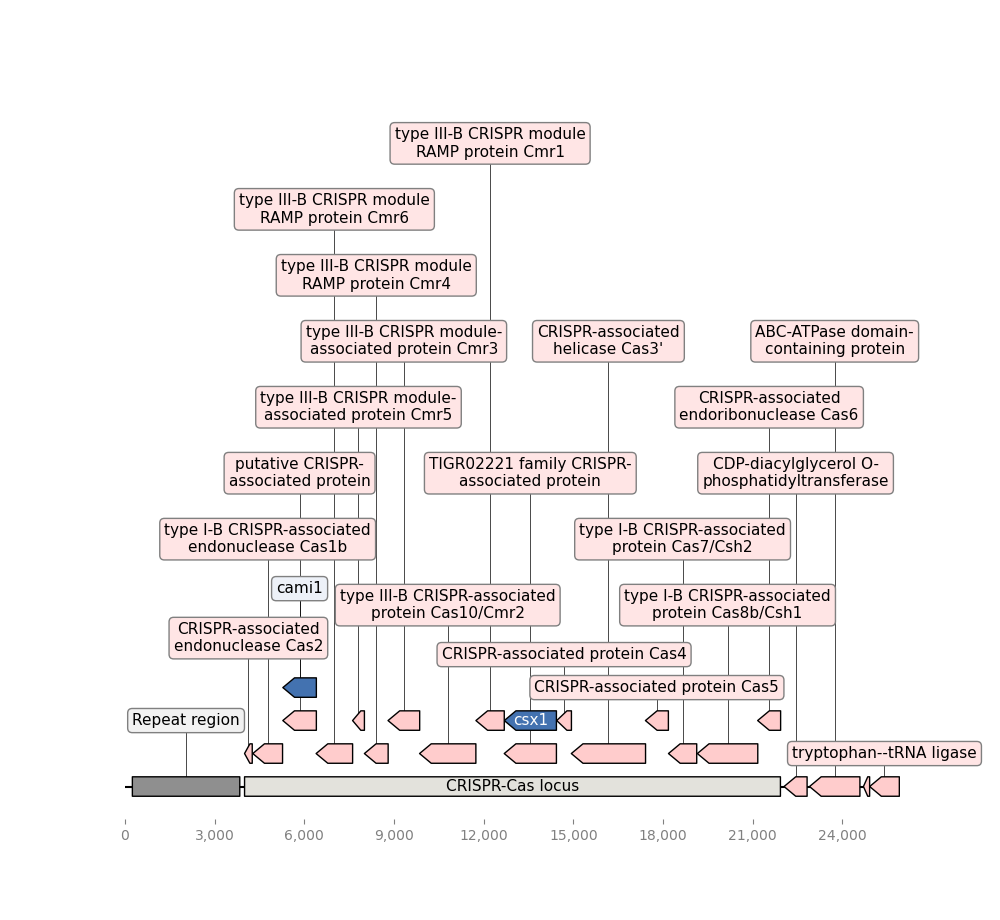 type III-B CRISPR module
RAMP protein Cmr1
type III-B CRISPR module
RAMP protein Cmr6
type III-B CRISPR module
RAMP protein Cmr4
type III-B CRISPR module-
associated protein Cmr3
CRISPR-associated
helicase Cas3'
ABC-ATPase domain-
containing protein
type III-B CRISPR module-
associated protein Cmr5
CRISPR-associated
endoribonuclease Cas6
putative CRISPR-
associated protein
TIGR02221 family CRISPR-
associated protein
CDP-diacylglycerol O-
phosphatidyltransferase
type I-B CRISPR-associated
endonuclease Cas1b
type I-B CRISPR-associated
protein Cas7/Csh2
cami1
type III-B CRISPR-associated
protein Cas10/Cmr2
type I-B CRISPR-associated
protein Cas8b/Csh1
CRISPR-associated
endonuclease Cas2
CRISPR-associated protein Cas4
CRISPR-associated protein Cas5
Repeat region
csx1
tryptophan--tRNA ligase
CRISPR-Cas locus
0 3,000 6,000 9,000 12,000 15,000 18,000 21,000 24,000